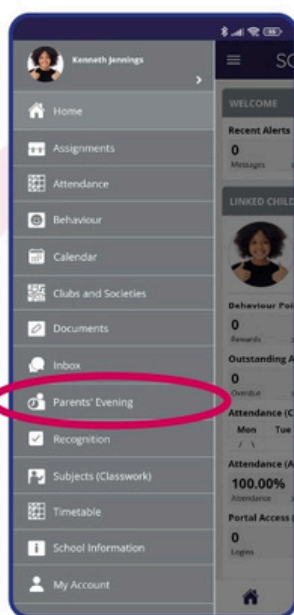 Kenneth Jennings
Home
Assignments
Attendance
Behaviour
Calendar
Clubs and Societies
Documents
Inbox
Parents' Evening
Recognition
Subjects (Classwork)
Timetable
School Information
My Account
SC
WELCOME
Recent Alerts
0
Messages
LINKED CHILD
Behaviour Poi
0
Rewards
Outstanding A
0
Overdue
Attendance (C
Mon Tue
/ \
Attendance (A
100.00%
Attendance
Portal Access (
0
Logins